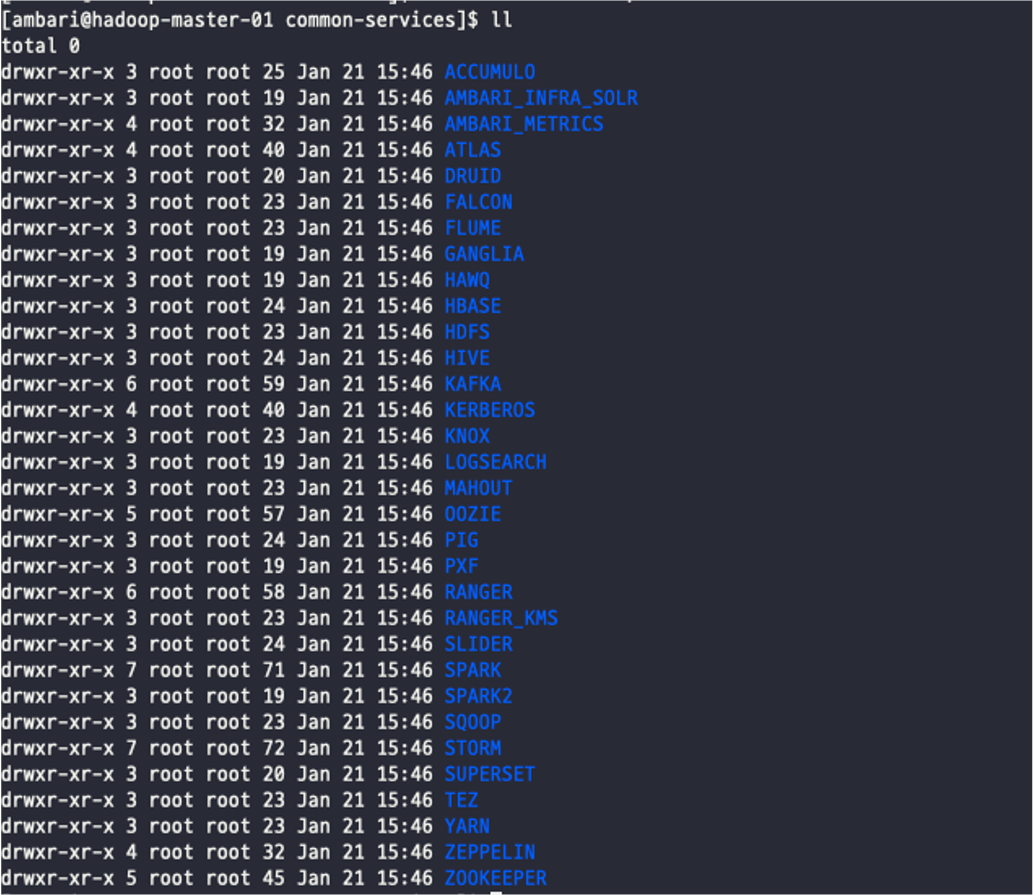 [ambari@hadoop-master-01 common-services]$ ll
total 0
drwxr-xr-x 3 root root 25 Jan 21 15:46 ACCUMULO
drwxr-xr-x 3 root root 19 Jan 21 15:46 AMBARI_INFRA_SOLR
drwxr-xr-x 4 root root 32 Jan 21 15:46 AMBARI_METRICS
drwxr-xr-x 4 root root 40 Jan 21 15:46 ATLAS
drwxr-xr-x 3 root root 20 Jan 21 15:46 DRUID
drwxr-xr-x 3 root root 23 Jan 21 15:46 FALCON
drwxr-xr-x 3 root root 23 Jan 21 15:46 FLUME
drwxr-xr-x 3 root root 19 Jan 21 15:46 GANGLIA
drwxr-xr-x 3 root root 19 Jan 21 15:46 HAWQ
drwxr-xr-x 3 root root 24 Jan 21 15:46 HBASE
drwxr-xr-x 3 root root 23 Jan 21 15:46 HDFS
drwxr-xr-x 3 root root 24 Jan 21 15:46 HIVE
drwxr-xr-x 6 root root 59 Jan 21 15:46 KAFKA
drwxr-xr-x 4 root root 40 Jan 21 15:46 KERBEROS
drwxr-xr-x 3 root root 23 Jan 21 15:46 KNOX
drwxr-xr-x 3 root root 19 Jan 21 15:46 LOGSEARCH
drwxr-xr-x 3 root root 23 Jan 21 15:46 MAHOUT
drwxr-xr-x 5 root root 57 Jan 21 15:46 OOZIE
drwxr-xr-x 3 root root 24 Jan 21 15:46 PIG
drwxr-xr-x 3 root root 19 Jan 21 15:46 PXF
drwxr-xr-x 6 root root 58 Jan 21 15:46 RANGER
drwxr-xr-x 3 root root 23 Jan 21 15:46 RANGER_KMS
drwxr-xr-x 3 root root 24 Jan 21 15:46 SLIDER
drwxr-xr-x 7 root root 71 Jan 21 15:46 SPARK
drwxr-xr-x 3 root root 19 Jan 21 15:46 SPARK2
drwxr-xr-x 3 root root 23 Jan 21 15:46 SQOOP
drwxr-xr-x 7 root root 72 Jan 21 15:46 STORM
drwxr-xr-x 3 root root 20 Jan 21 15:46 SUPERSET
drwxr-xr-x 3 root root 23 Jan 21 15:46 TEZ
drwxr-xr-x 3 root root 23 Jan 21 15:46 YARN
drwxr-xr-x 4 root root 32 Jan 21 15:46 ZEPPELIN
drwxr-xr-x 5 root root 45 Jan 21 15:46 ZOOKEEPER